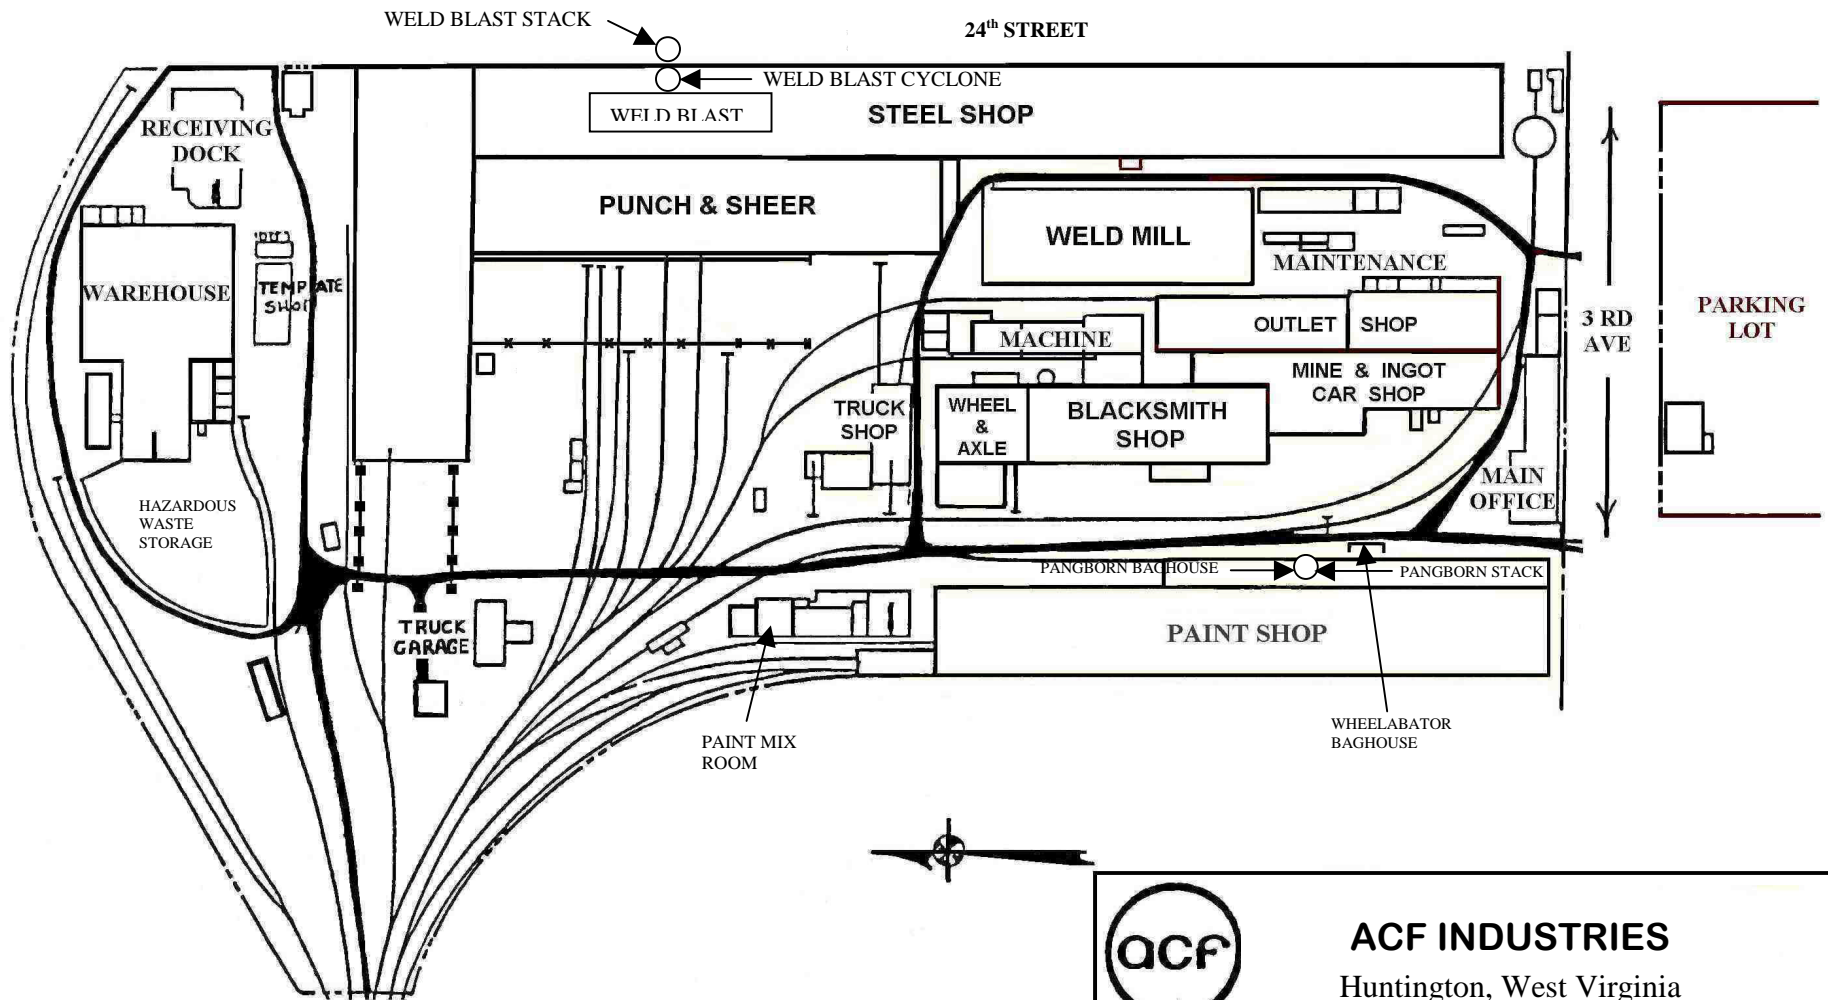 WELD BLAST STACK
24th STREET
WELD BLAST CYCLONE
WELD BLAST
STEEL SHOP
RECEIVING
DOCK
PUNCH & SHEER
WELD MILL
MAINTENANCE
WAREHOUSE
TEMPLATE
SHOP
OUTLET SHOP
3 RD
AVE
PARKING
LOT
MACHINE
MINE & INGOT
CAR SHOP
TRUCK
SHOP
WHEEL
&
AXLE
BLACKSMITH
SHOP
MAIN
OFFICE
HAZARDOUS
WASTE
STORAGE
PANGBORN BAGHOUSE
PANGBORN STACK
TRUCK
GARAGE
PAINT SHOP
PAINT MIX
ROOM
WHEELABATOR
BAGHOUSE
acf
ACF INDUSTRIES
Huntington, West Virginia